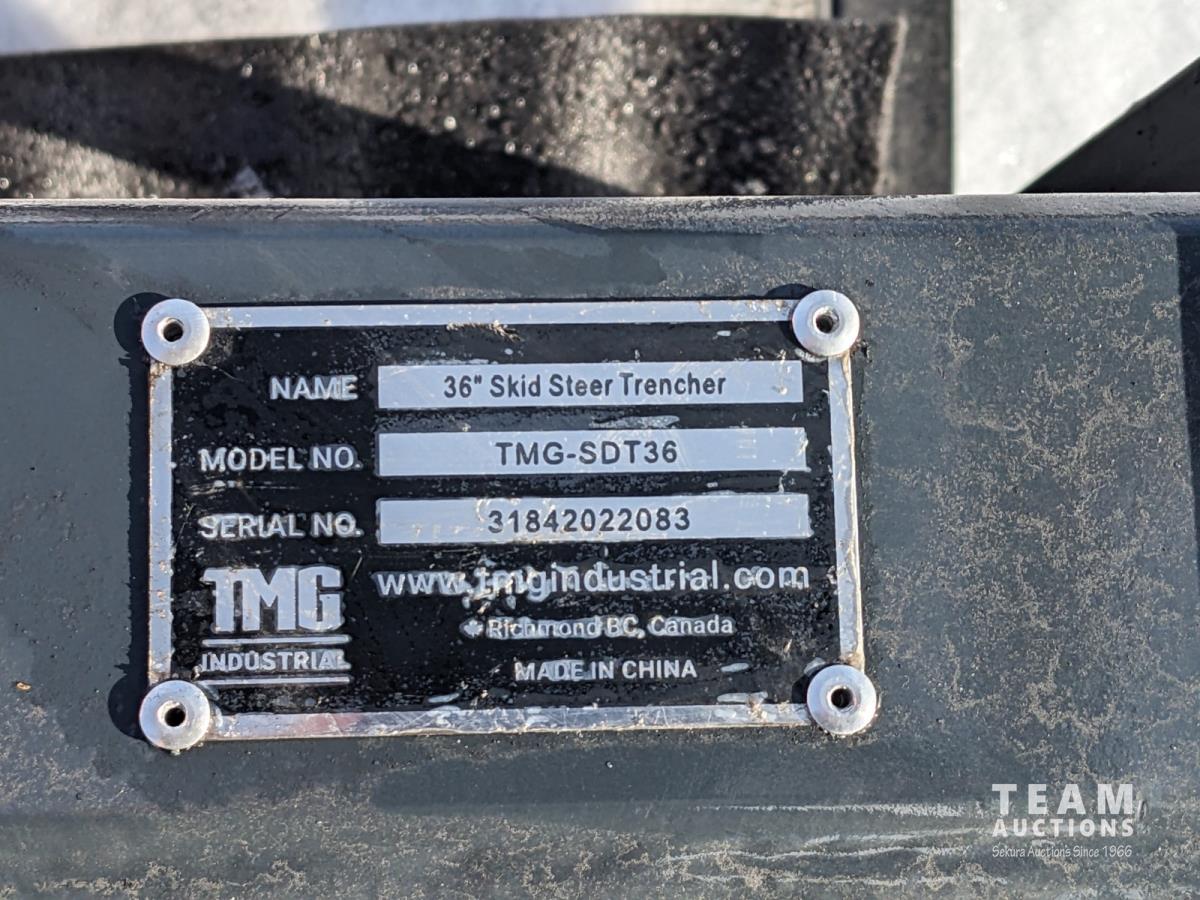 NAME 36" Skid Steer Trencher
MODEL NO. TMG-SDT36
SERIAL NO. 31842022083
TMG
INDUSTRIAL
www.tmgindustrial.com
Richmond BC, Canada
MADE IN CHINA
TEAM
AUCTIONS
Sekura Auctions Since 1966